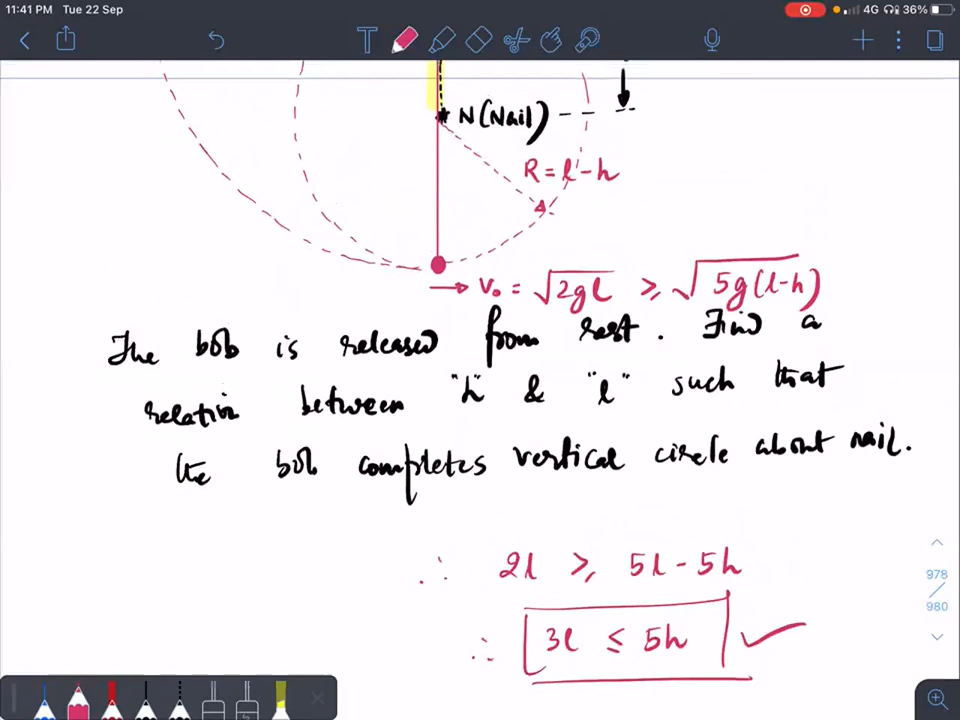 11:41 PM Tue 22 Sep 4G 36%
T
N(Nail)
R = l - h
V₀ = √2gl ≥ √5g(l-h)
The bob is released from rest. Find a
relation between "h" & "l" such that
the bob completes vertical circle about nail.
∴ 2l ≥ 5l - 5h
978
∴ 3l ≤ 5h ✓
980